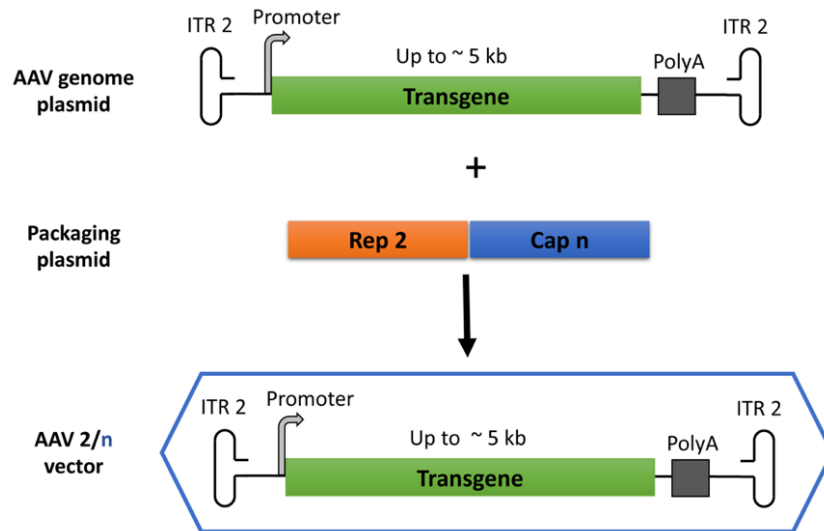 ITR 2
Promoter
ITR 2
Up to ~ 5 kb
PolyA
AAV genome
plasmid
Transgene
+
Packaging
plasmid
Rep 2
Cap n
ITR 2
Promoter
ITR 2
Up to ~ 5 kb
PolyA
AAV 2/n
vector
Transgene